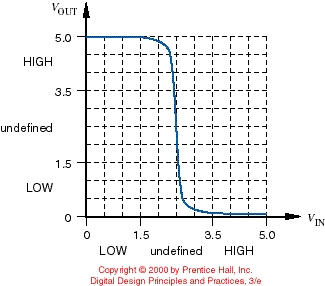 VOUT
5.0
HIGH
3.5
undefined
1.5
LOW
0
VIN
0 1.5 3.5 5.0
LOW undefined HIGH
Copyright © 2000 by Prentice Hall, Inc.
Digital Design Principles and Practices, 3/e